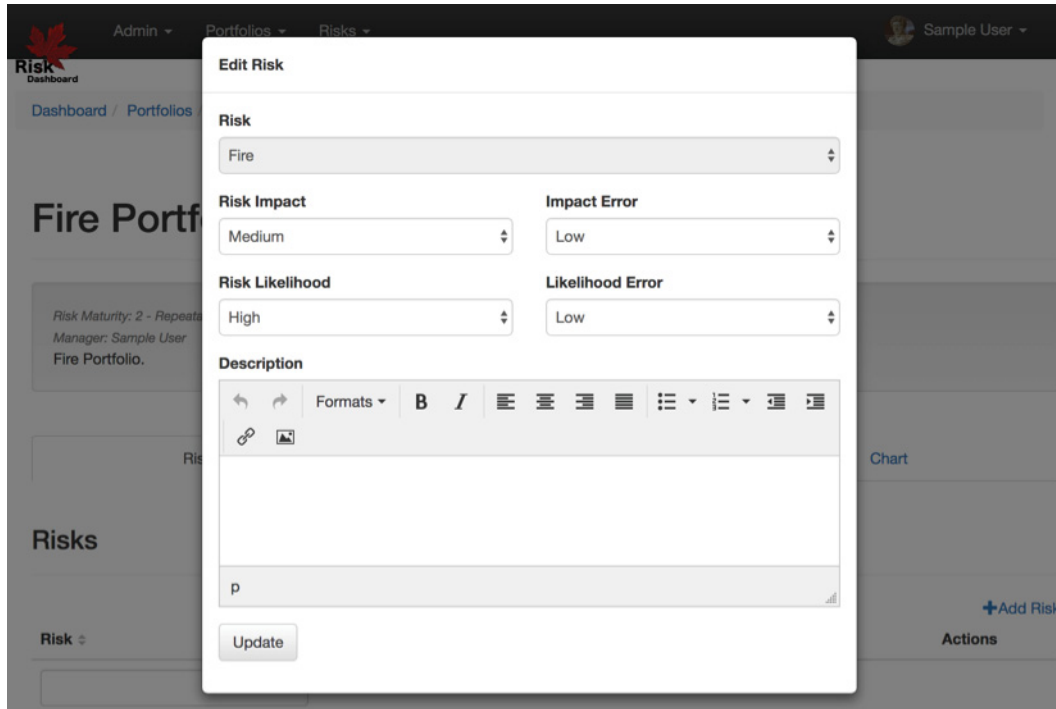 Admin Portfolios Risks Sample User
Risk
Dashboard
Dashboard / Portfolios /
Edit Risk
Risk
Fire
Risk Impact Impact Error
Medium Low
Risk Likelihood Likelihood Error
High Low
Description
Formats B I
p
Update
Fire Portf
Risk Maturity: 2 - Repeata
Manager: Sample User
Fire Portfolio.
Ris Chart
Risks
+Add Risk
Risk Actions